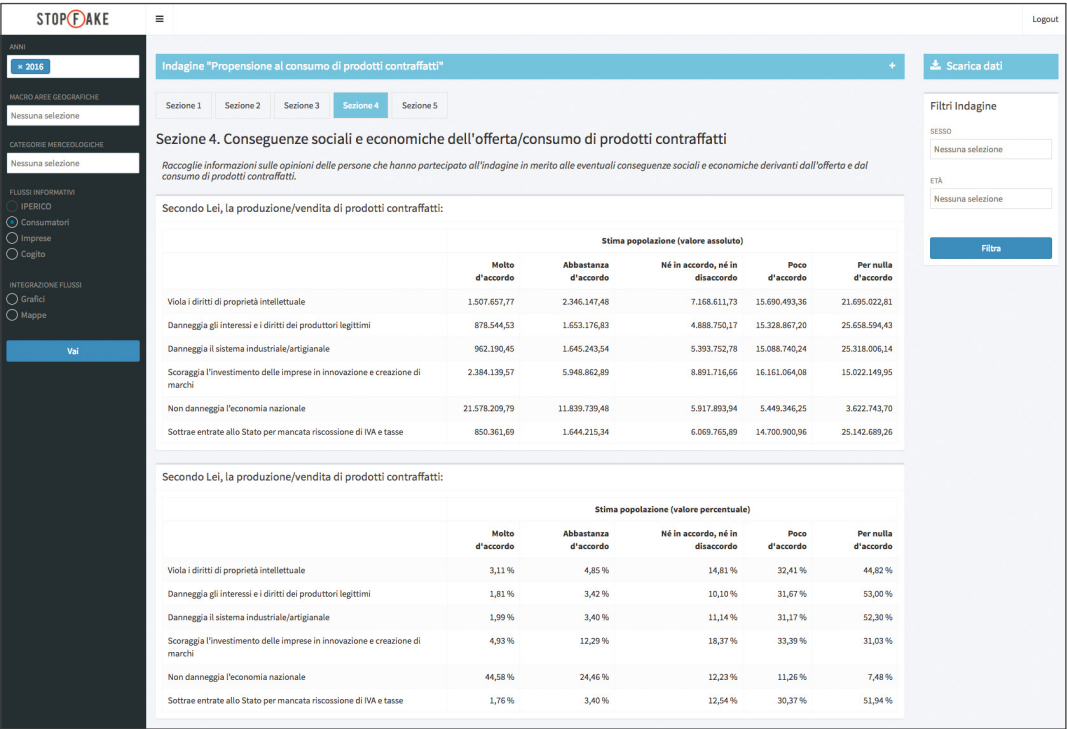 STOP FAKE
Logout
ANNI
× 2016
MACRO AREE GEOGRAFICHE
Nessuna selezione
CATEGORIE MERCEOLOGICHE
Nessuna selezione
FLUSSI INFORMATIVI
IPERICO
Consumatori
Imprese
Cogito
INTEGRAZIONE FLUSSI
Grafici
Mappe
Vai
Indagine "Propensione al consumo di prodotti contraffatti" +
Sezione 1 Sezione 2 Sezione 3 Sezione 4 Sezione 5
Sezione 4. Conseguenze sociali e economiche dell'offerta/consumo di prodotti contraffatti
Raccoglie informazioni sulle opinioni delle persone che hanno partecipato all'indagine in merito alle eventuali conseguenze sociali e economiche derivanti dall'offerta e dal
consumo di prodotti contraffatti.
Secondo Lei, la produzione/vendita di prodotti contraffatti:
Stima popolazione (valore assoluto)
Molto Abbastanza Né in accordo, né in Poco Per nulla
d'accordo d'accordo disaccordo d'accordo d'accordo
Viola i diritti di proprietà intellettuale 1.507.657,77 2.346.147,48 7.168.611,73 15.690.493,36 21.695.022,81
Danneggia gli interessi e i diritti dei produttori legittimi 878.544,53 1.653.176,83 4.888.750,17 15.328.867,20 25.658.594,43
Danneggia il sistema industriale/artigianale 962.190,45 1.645.243,54 5.393.752,78 15.088.740,24 25.318.006,14
Scoraggia l'investimento delle imprese in innovazione e creazione di 2.384.139,57 5.948.862,89 8.891.716,66 16.161.064,08 15.022.149,95
marchi
Non danneggia l'economia nazionale 21.578.209,79 11.839.739,48 5.917.893,94 5.449.346,25 3.622.743,70
Sottrae entrate allo Stato per mancata riscossione di IVA e tasse 850.361,69 1.644.215,34 6.069.765,89 14.700.900,96 25.142.689,26
Secondo Lei, la produzione/vendita di prodotti contraffatti:
Stima popolazione (valore percentuale)
Molto Abbastanza Né in accordo, né in Poco Per nulla
d'accordo d'accordo disaccordo d'accordo d'accordo
Viola i diritti di proprietà intellettuale 3,11 % 4,85 % 14,81 % 32,41 % 44,82 %
Danneggia gli interessi e i diritti dei produttori legittimi 1,81 % 3,42 % 10,10 % 31,67 % 53,00 %
Danneggia il sistema industriale/artigianale 1,99 % 3,40 % 11,14 % 31,17 % 52,30 %
Scoraggia l'investimento delle imprese in innovazione e creazione di 4,93 % 12,29 % 18,37 % 33,39 % 31,03 %
marchi
Non danneggia l'economia nazionale 44,58 % 24,46 % 12,23 % 11,26 % 7,48 %
Sottrae entrate allo Stato per mancata riscossione di IVA e tasse 1,76 % 3,40 % 12,54 % 30,37 % 51,94 %
Scarica dati
Filtri Indagine
SESSO
Nessuna selezione
ETÀ
Nessuna selezione
Filtra